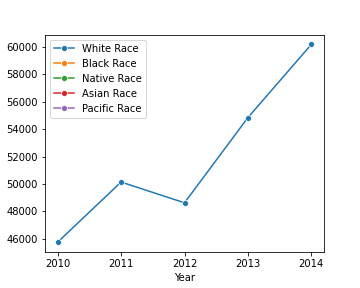 60000
58000
56000
54000
52000
50000
48000
46000
White Race
Black Race
Native Race
Asian Race
Pacific Race
2010 2011 2012 2013 2014
Year